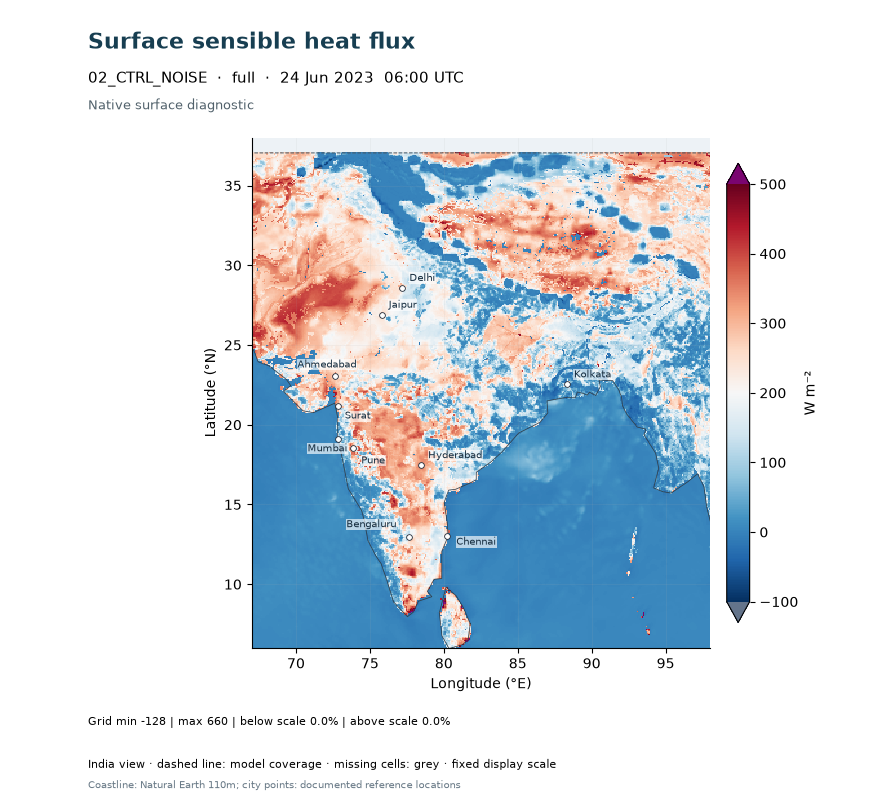 Surface sensible heat flux
02_CTRL_NOISE · full · 24 Jun 2023 06:00 UTC
Native surface diagnostic
35
30
25
20
15
10
Latitude (°N)
70
75
80
85
90
95
Longitude (°E)
Delhi
Jaipur
Ahmedabad
Kolkata
Surat
Mumbai
Pune
Hyderabad
Bengaluru
Chennai
500
400
300
200
100
0
−100
W m⁻²
Grid min -128 | max 660 | below scale 0.0% | above scale 0.0%
India view · dashed line: model coverage · missing cells: grey · fixed display scale
Coastline: Natural Earth 110m; city points: documented reference locations